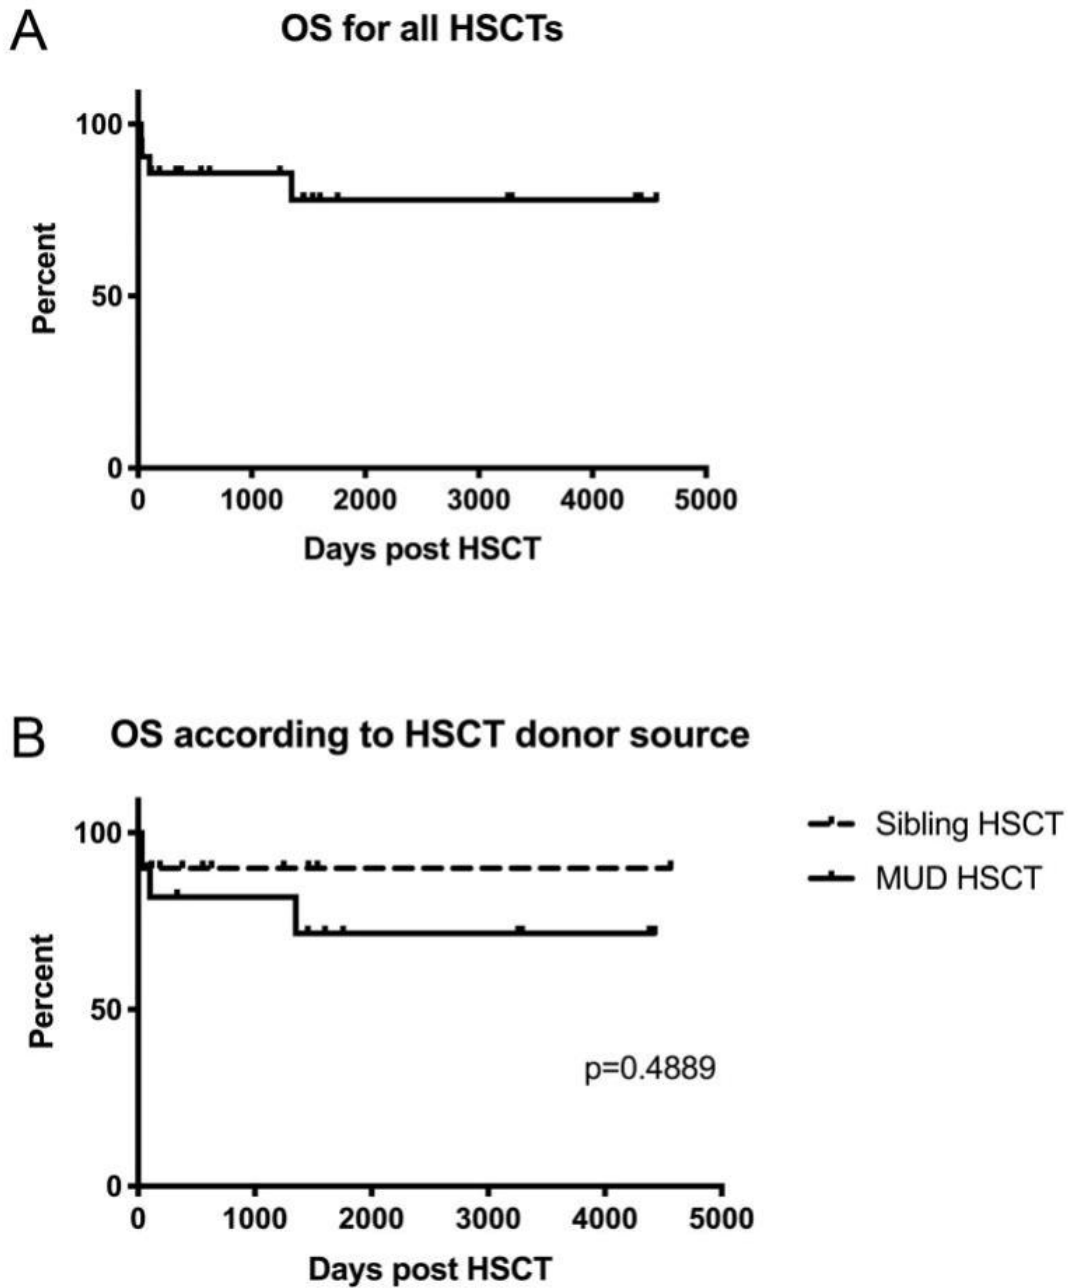 A
OS for all HSCTs
100
50
0
Percent
0 1000 2000 3000 4000 5000
Days post HSCT
B
OS according to HSCT donor source
100
50
0
Percent
Sibling HSCT
MUD HSCT
p=0.4889
0 1000 2000 3000 4000 5000
Days post HSCT